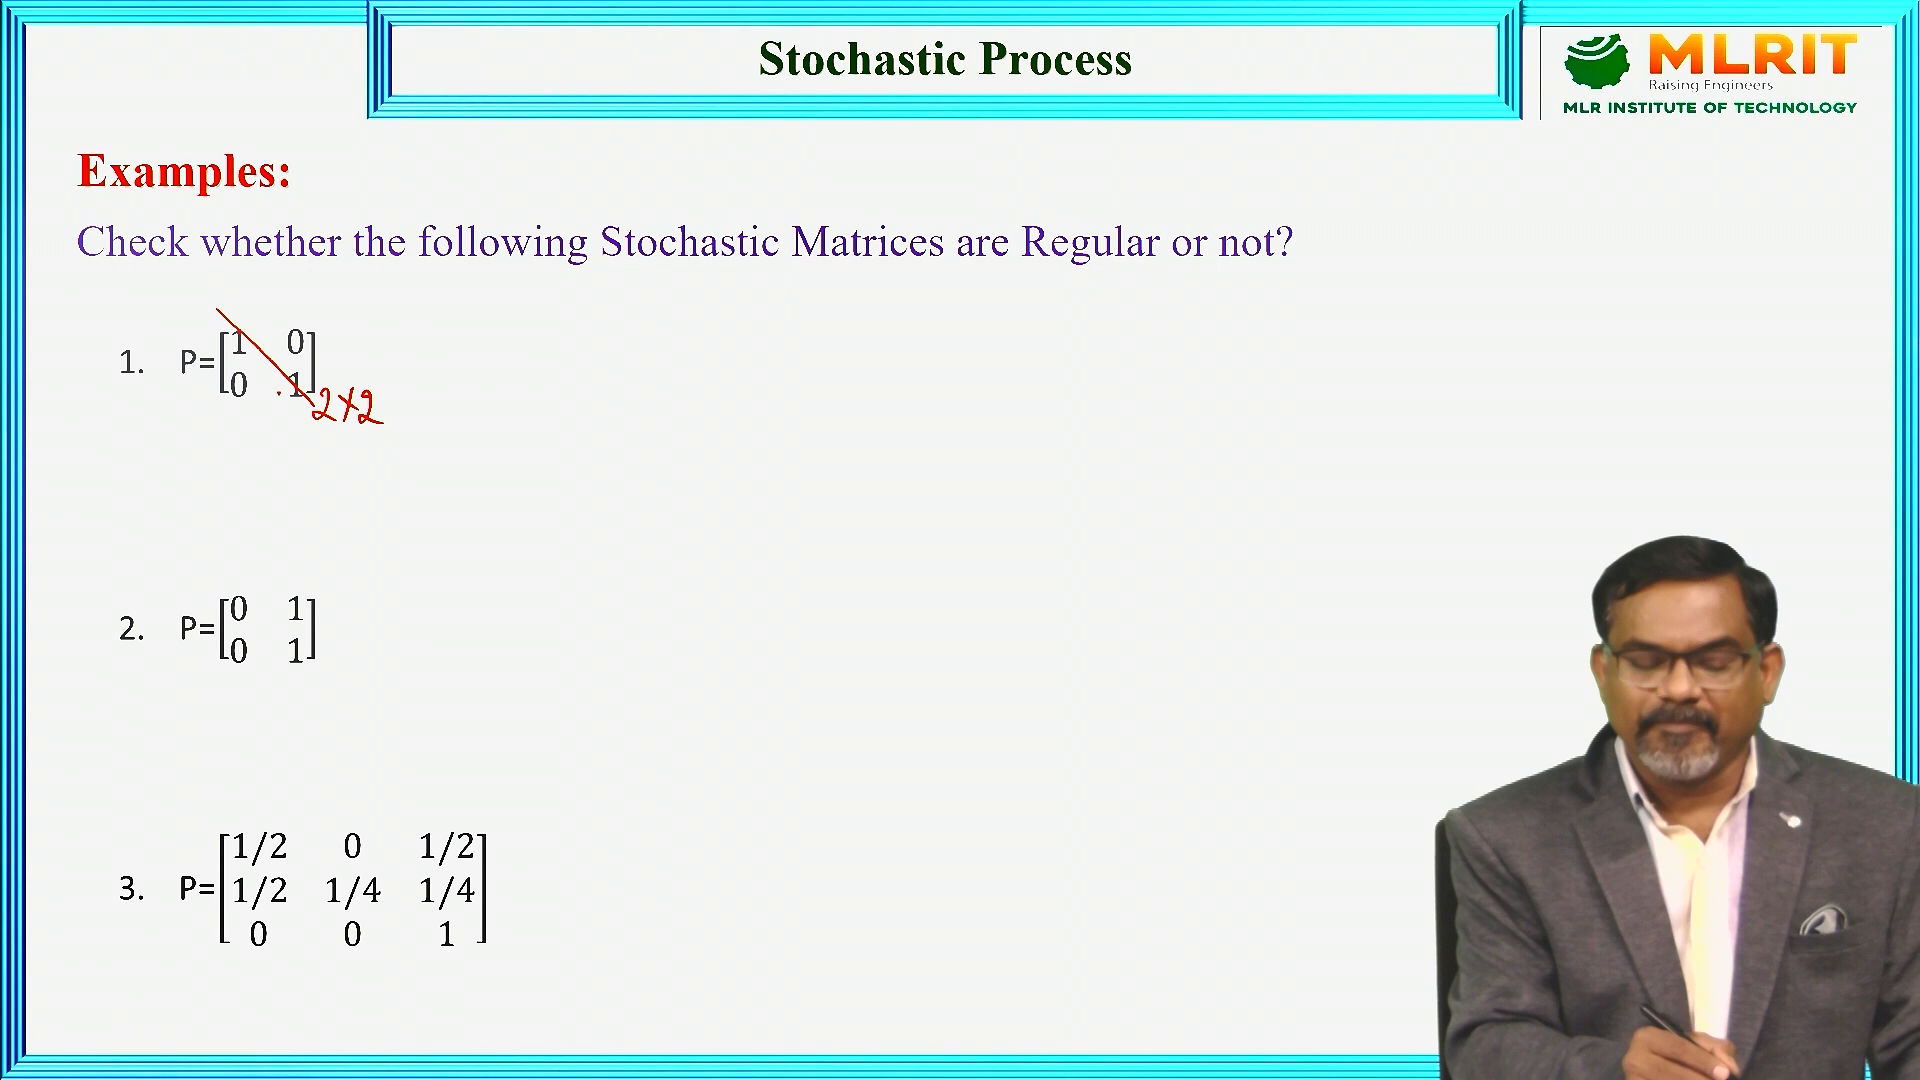 Stochastic Process
MLRIT
Raising Engineers
MLR INSTITUTE OF TECHNOLOGY
Examples:
Check whether the following Stochastic Matrices are Regular or not?
1. P=[1 0
0 1] 2×2
2. P=[0 1
0 1]
3. P=[1/2 0 1/2
1/2 1/4 1/4
0 0 1]